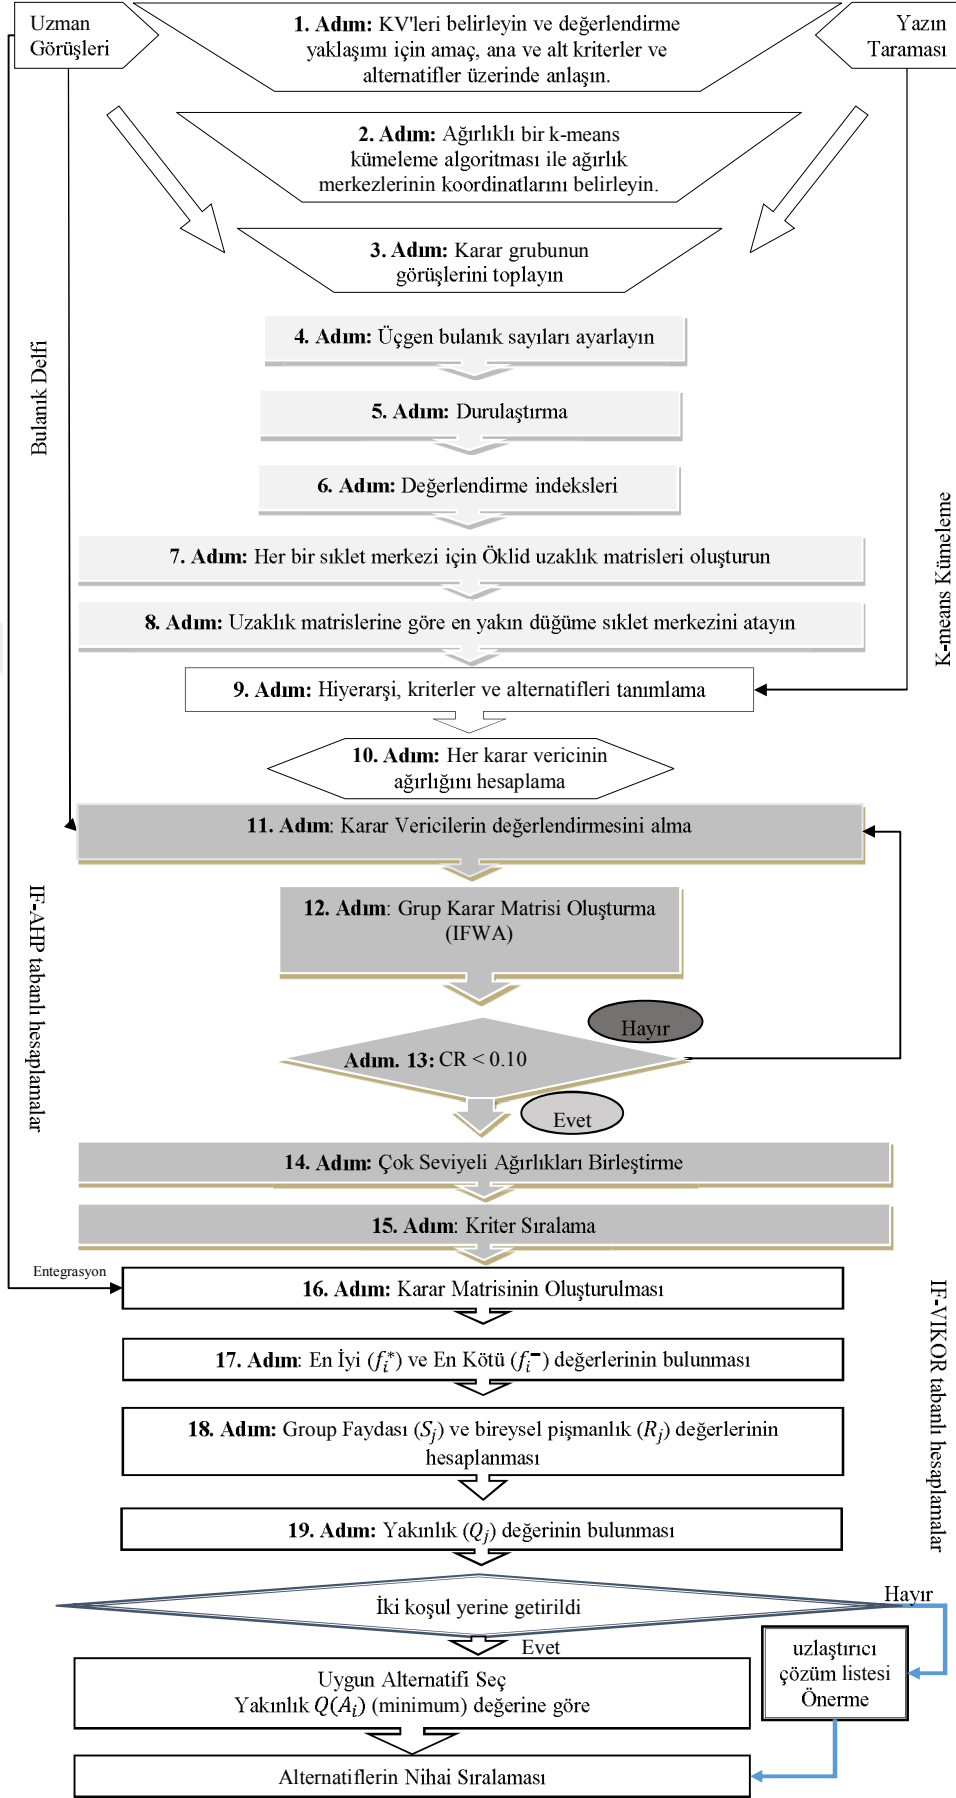 Uzman
Görüşleri
1. Adım: KV'leri belirleyin ve değerlendirme
yaklaşımı için amaç, ana ve alt kriterler ve
alternatifler üzerinde anlaşın.
Yazın
Taraması
2. Adım: Ağırlıklı bir k-means
kümeleme algoritması ile ağırlık
merkezlerinin koordinatlarını belirleyin.
3. Adım: Karar grubunun
görüşlerini toplayın
4. Adım: Üçgen bulanık sayıları ayarlayın
Bulanık Delfi
5. Adım: Durulaştırma
6. Adım: Değerlendirme indeksleri
K-means Kümeleme
7. Adım: Her bir sıklet merkezi için Öklid uzaklık matrisleri oluşturun
8. Adım: Uzaklık matrislerine göre en yakın düğüme sıklet merkezini atayın
9. Adım: Hiyerarşi, kriterler ve alternatifleri tanımlama
10. Adım: Her karar vericinin
ağırlığını hesaplama
11. Adım: Karar Vericilerin değerlendirmesini alma
IF-AHP tabanlı hesaplamalar
12. Adım: Grup Karar Matrisi Oluşturma
(IFWA)
Hayır
Adım. 13: CR < 0.10
Evet
14. Adım: Çok Seviyeli Ağırlıkları Birleştirme
15. Adım: Kriter Sıralama
Entegrasyon
16. Adım: Karar Matrisinin Oluşturulması
IF-VIKOR tabanlı hesaplamalar
17. Adım: En İyi (f_i^*) ve En Kötü (f_i^−) değerlerinin bulunması
18. Adım: Group Faydası (S_j) ve bireysel pişmanlık (R_j) değerlerinin
hesaplanması
19. Adım: Yakınlık (Q_j) değerinin bulunması
İki koşul yerine getirildi
Hayır
Evet
uzlaştırıcı
çözüm listesi
Önerme
Uygun Alternatifi Seç
Yakınlık Q(A_i) (minimum) değerine göre
Alternatiflerin Nihai Sıralaması